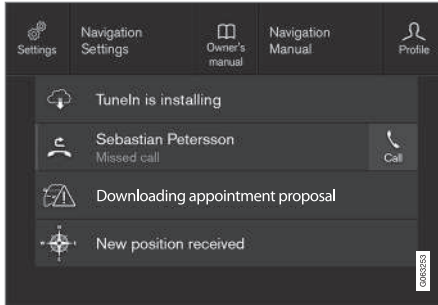 Settings
Navigation
Settings
Owner's
manual
Navigation
Manual
Profile
TuneIn is installing
Sebastian Petersson
Missed call
Call
Downloading appointment proposal
New position received
G063253